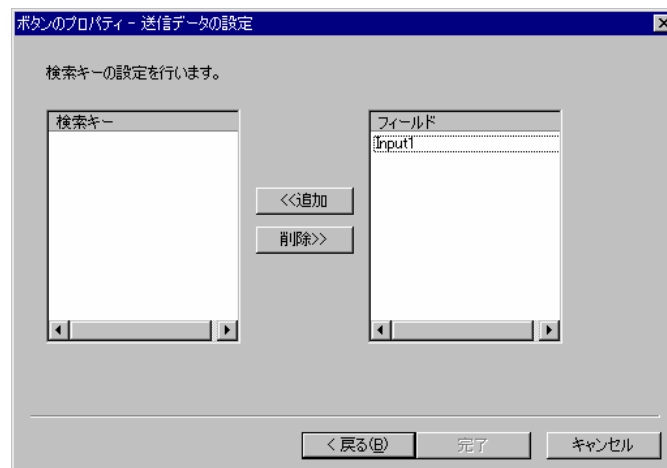 ボタンのプロパティ - 送信データの設定
検索キーの設定を行います。
検索キー
フィールド
Input1
<<追加
削除>>
< 戻る(B)
完了
キャンセル